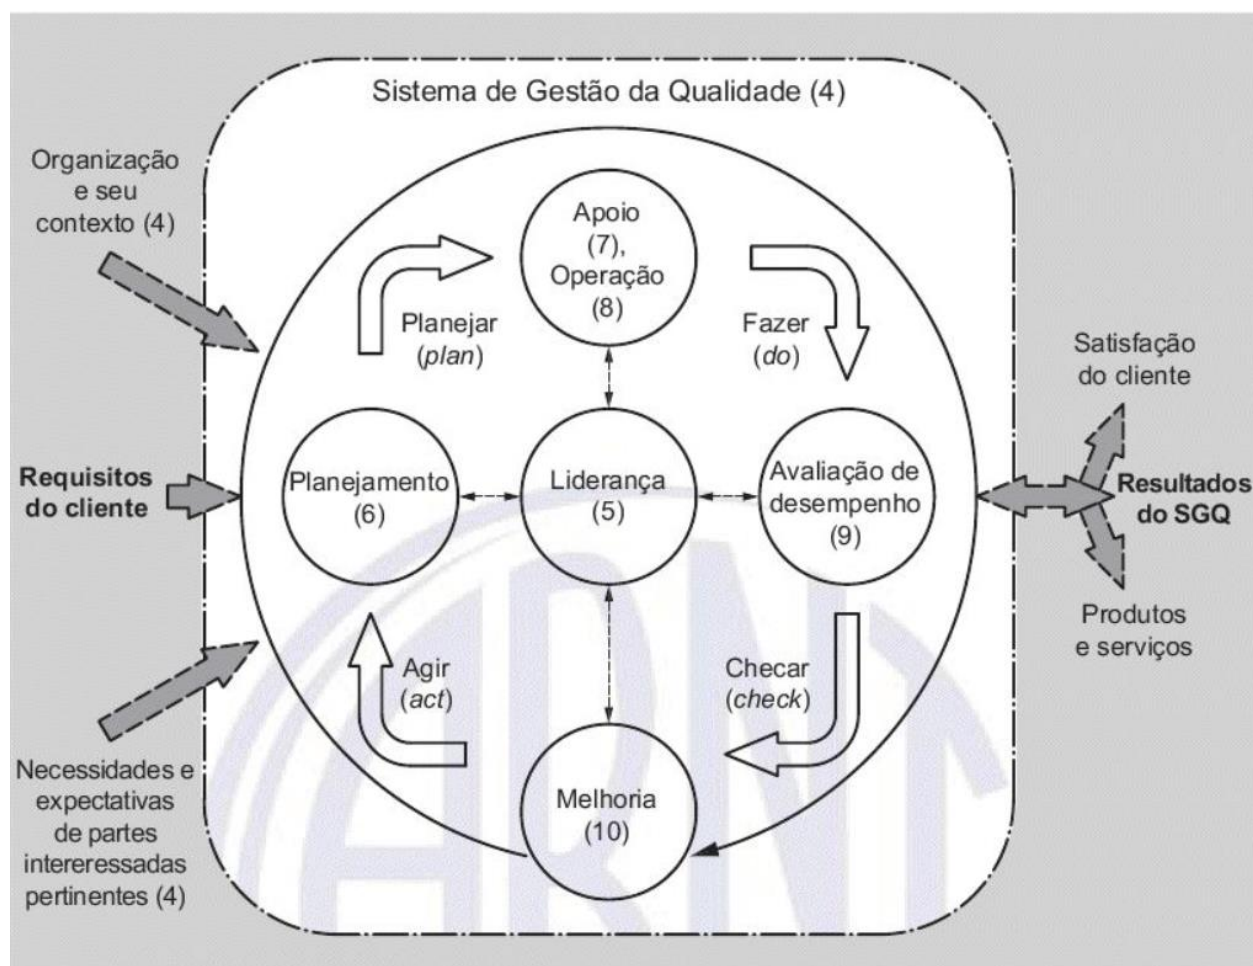 Sistema de Gestão da Qualidade (4)
Organização
e seu
contexto (4)
Apoio
(7),
Operação
(8)
Planejar
(plan)
Fazer
(do)
Satisfação
do cliente
Requisitos
do cliente
Planejamento
(6)
Liderança
(5)
Avaliação de
desempenho
(9)
Resultados
do SGQ
Produtos
e serviços
Agir
(act)
Checar
(check)
Necessidades e
expectativas
de partes
intereressadas
pertinentes (4)
Melhoria
(10)
ABNT